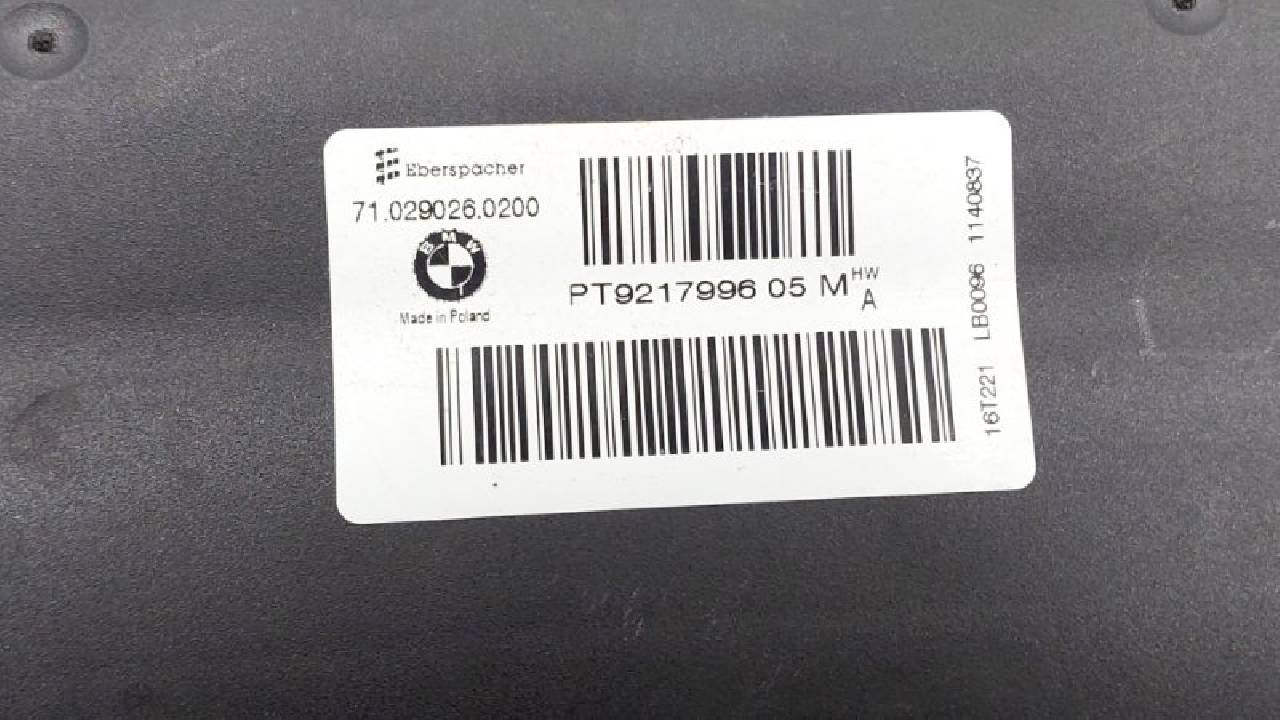 Eberspächer
71.029026.0200
BMW
Made in Poland
PT9217996 05 M HW A
16T221 LB0096 1140837